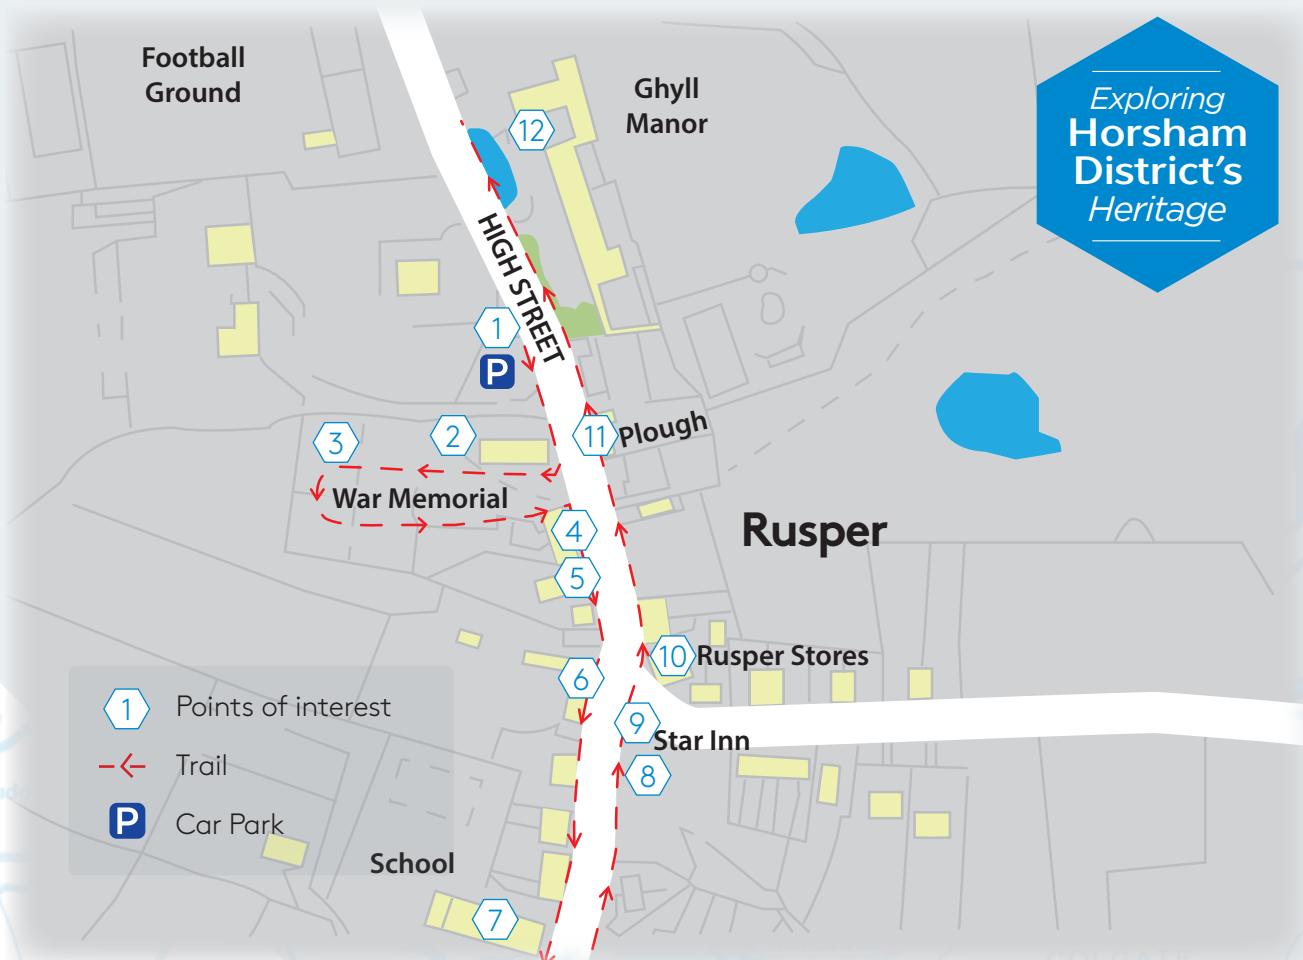 Football
Ground
Ghyll
Manor
Exploring
Horsham
District's
Heritage
12
HIGH STREET
1
P
3
2
11
Plough
War Memorial
4
Rusper
5
10
Rusper Stores
6
1
Points of interest
9
Star Inn
Trail
8
P
Car Park
School
7